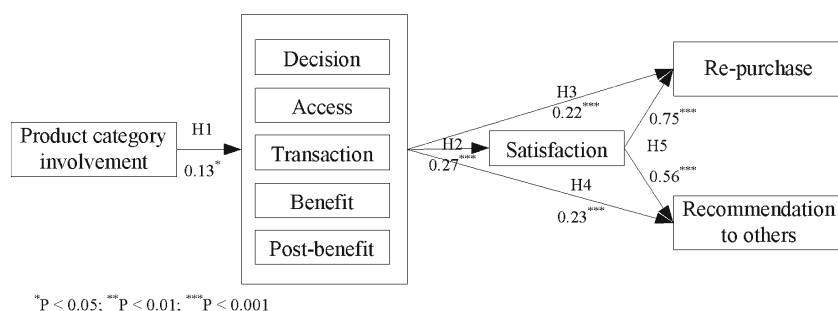 Decision
Access
Transaction
Benefit
Post-benefit
Product category
involvement
H1
0.13*
H2
0.27***
H3
0.22***
Satisfaction
H4
0.23***
0.75***
H5
0.56***
Re-purchase
Recommendation
to others
*P < 0.05; **P < 0.01; ***P < 0.001